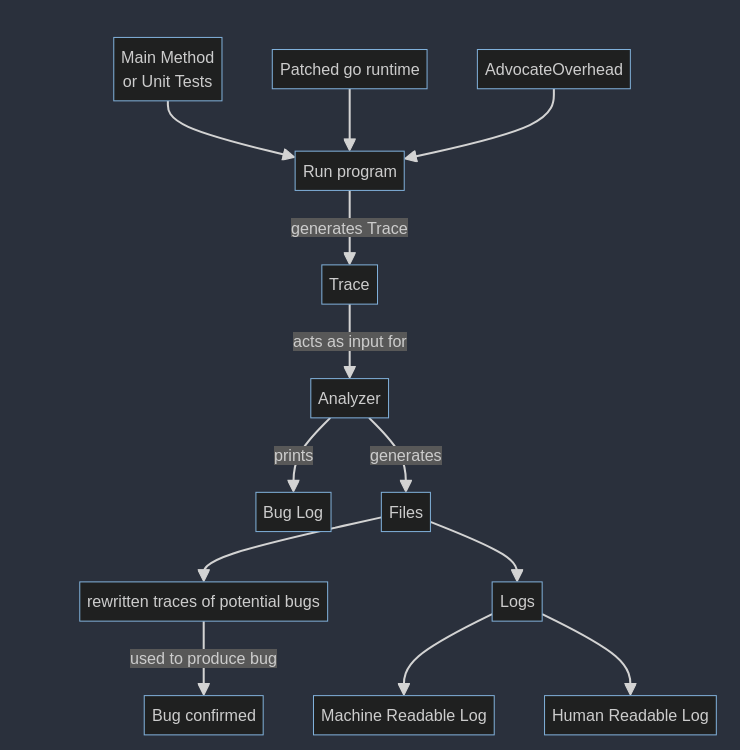 Main Method
or Unit Tests
Patched go runtime
AdvocateOverhead
Run program
generates Trace
Trace
acts as input for
Analyzer
prints
generates
Bug Log
Files
rewritten traces of potential bugs
Logs
used to produce bug
Bug confirmed
Machine Readable Log
Human Readable Log